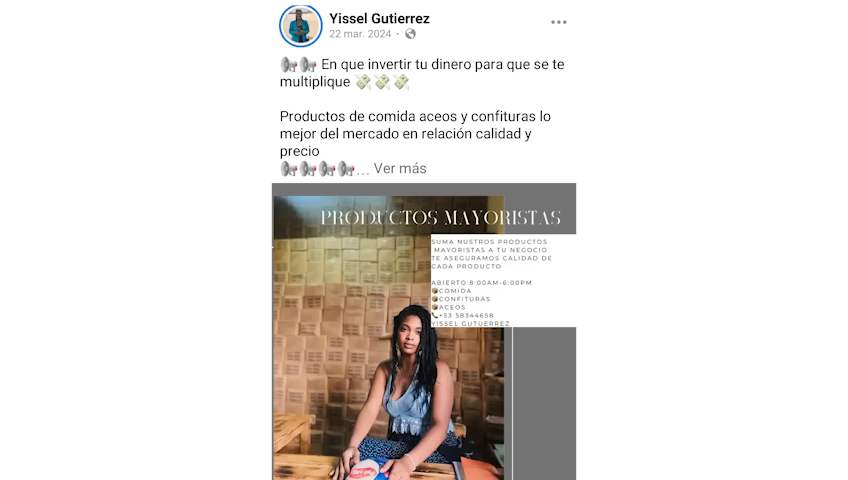 Yissel Gutierrez
22 mar. 2024 ·
En que invertir tu dinero para que se te
multiplique
Productos de comida aceos y confituras lo
mejor del mercado en relación calidad y
precio
... Ver más
PRODUCTOS MAYORISTAS
SUMA NUSTROS PRODUCTOS
MAYORISTAS A TU NEGOCIO
TE ASEGURAMOS CALIDAD DE
CADA PRODUCTO
ABIERTO:8:00AM-6:00PM
COMIDA
CONFITURAS
ACEOS
+53 58344658
YISSEL GUTUERREZ